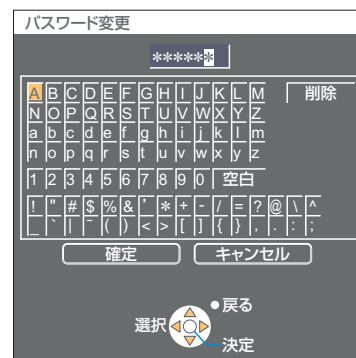 パスワード変更
******
A B C D E F G H I J K L M 削除
N O P Q R S T U V W X Y Z
a b c d e f g h i j k l m
n o p q r s t u v w x y z
1 2 3 4 5 6 7 8 9 0 空白
! " # $ % & ' * + - / = ? @ \ ^
_ ` | ~ ( ) < > [ ] { } , . : ;
確定 キャンセル
●戻る
選択
決定